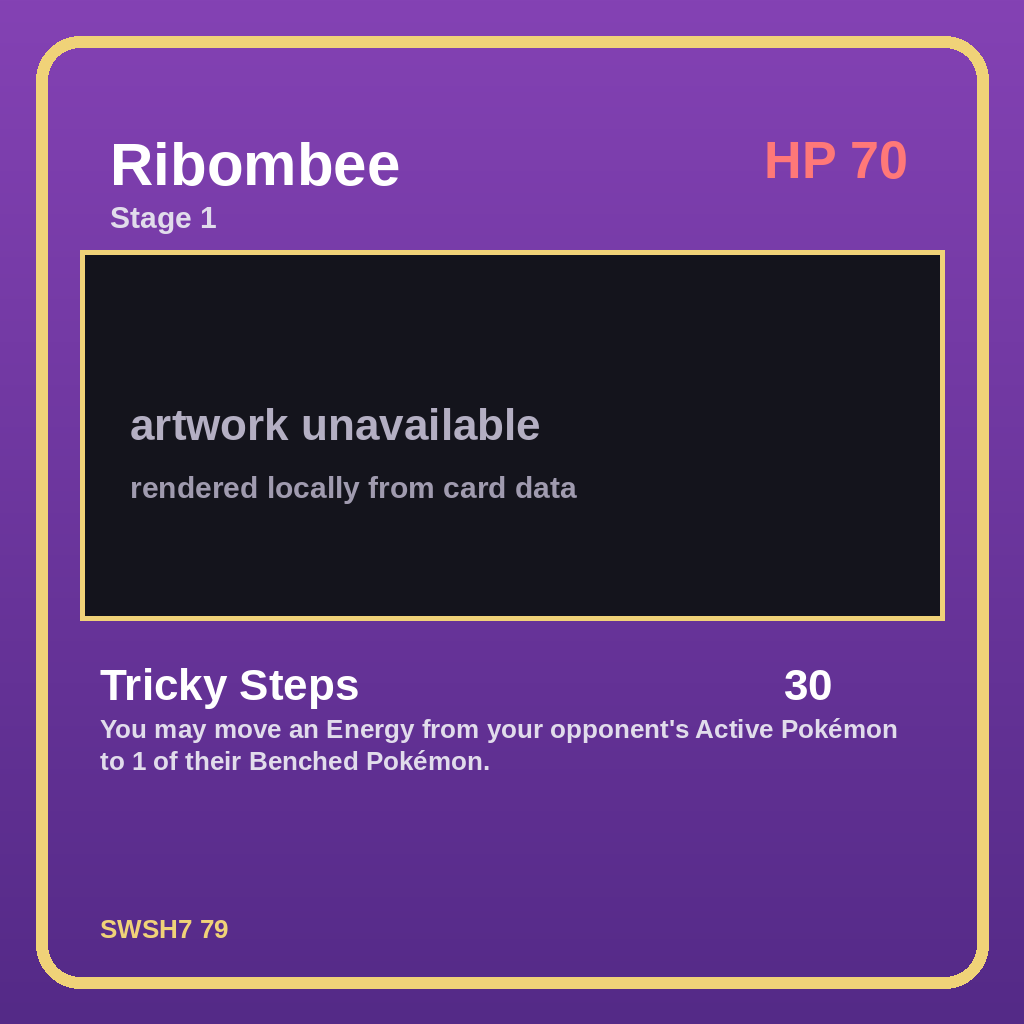 Ribombee
HP 70
Stage 1
artwork unavailable
rendered locally from card data
Tricky Steps
30
You may move an Energy from your opponent's Active Pokémon
to 1 of their Benched Pokémon.
SWSH7 79